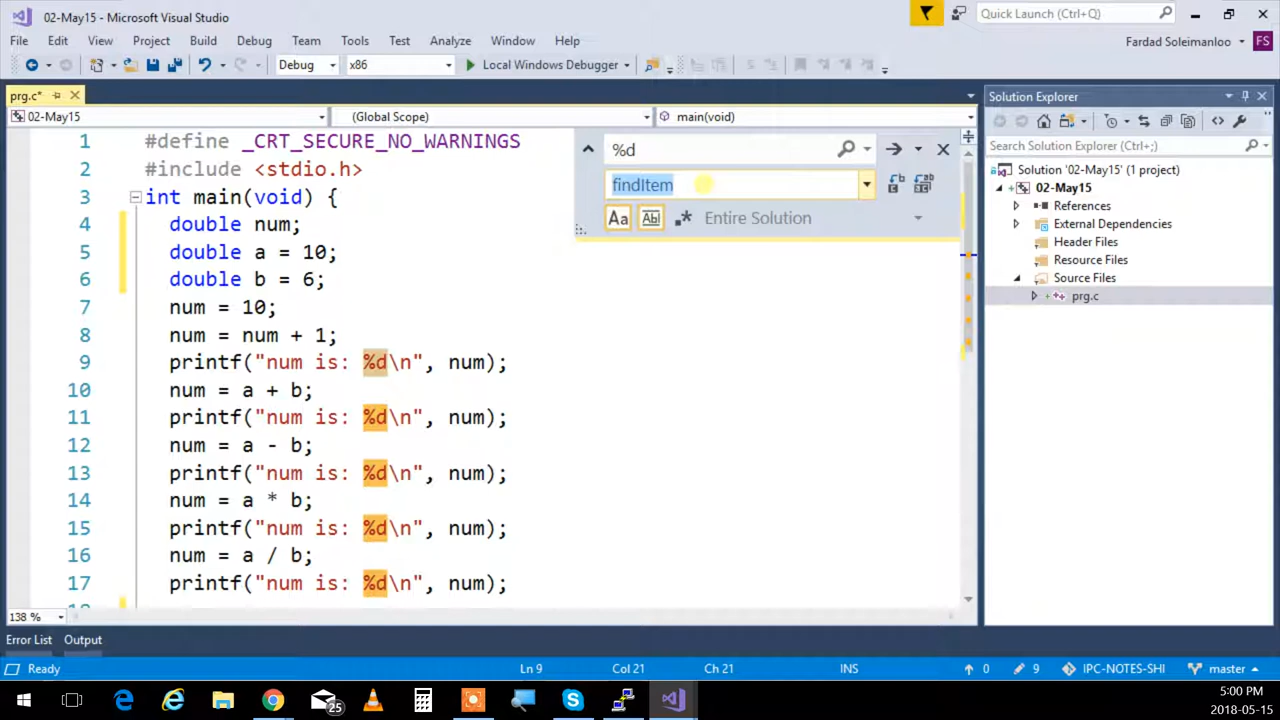 02-May15 - Microsoft Visual Studio
Quick Launch (Ctrl+Q)
File Edit View Project Build Debug Team Tools Test Analyze Window Help
Fardad Soleimanloo FS
Debug x86 Local Windows Debugger
prg.c*
02-May15 (Global Scope) main(void)
1 #define _CRT_SECURE_NO_WARNINGS
2 #include <stdio.h>
3 int main(void) {
4 double num;
5 double a = 10;
6 double b = 6;
7 num = 10;
8 num = num + 1;
9 printf("num is: %d\n", num);
10 num = a + b;
11 printf("num is: %d\n", num);
12 num = a - b;
13 printf("num is: %d\n", num);
14 num = a * b;
15 printf("num is: %d\n", num);
16 num = a / b;
17 printf("num is: %d\n", num);
%d
findItem
Aa Ab .* Entire Solution
Solution Explorer
Search Solution Explorer (Ctrl+;)
Solution '02-May15' (1 project)
02-May15
References
External Dependencies
Header Files
Resource Files
Source Files
prg.c
138 %
Error List Output
Ready Ln 9 Col 21 Ch 21 INS 0 9 IPC-NOTES-SHI master
25
5:00 PM
2018-05-15